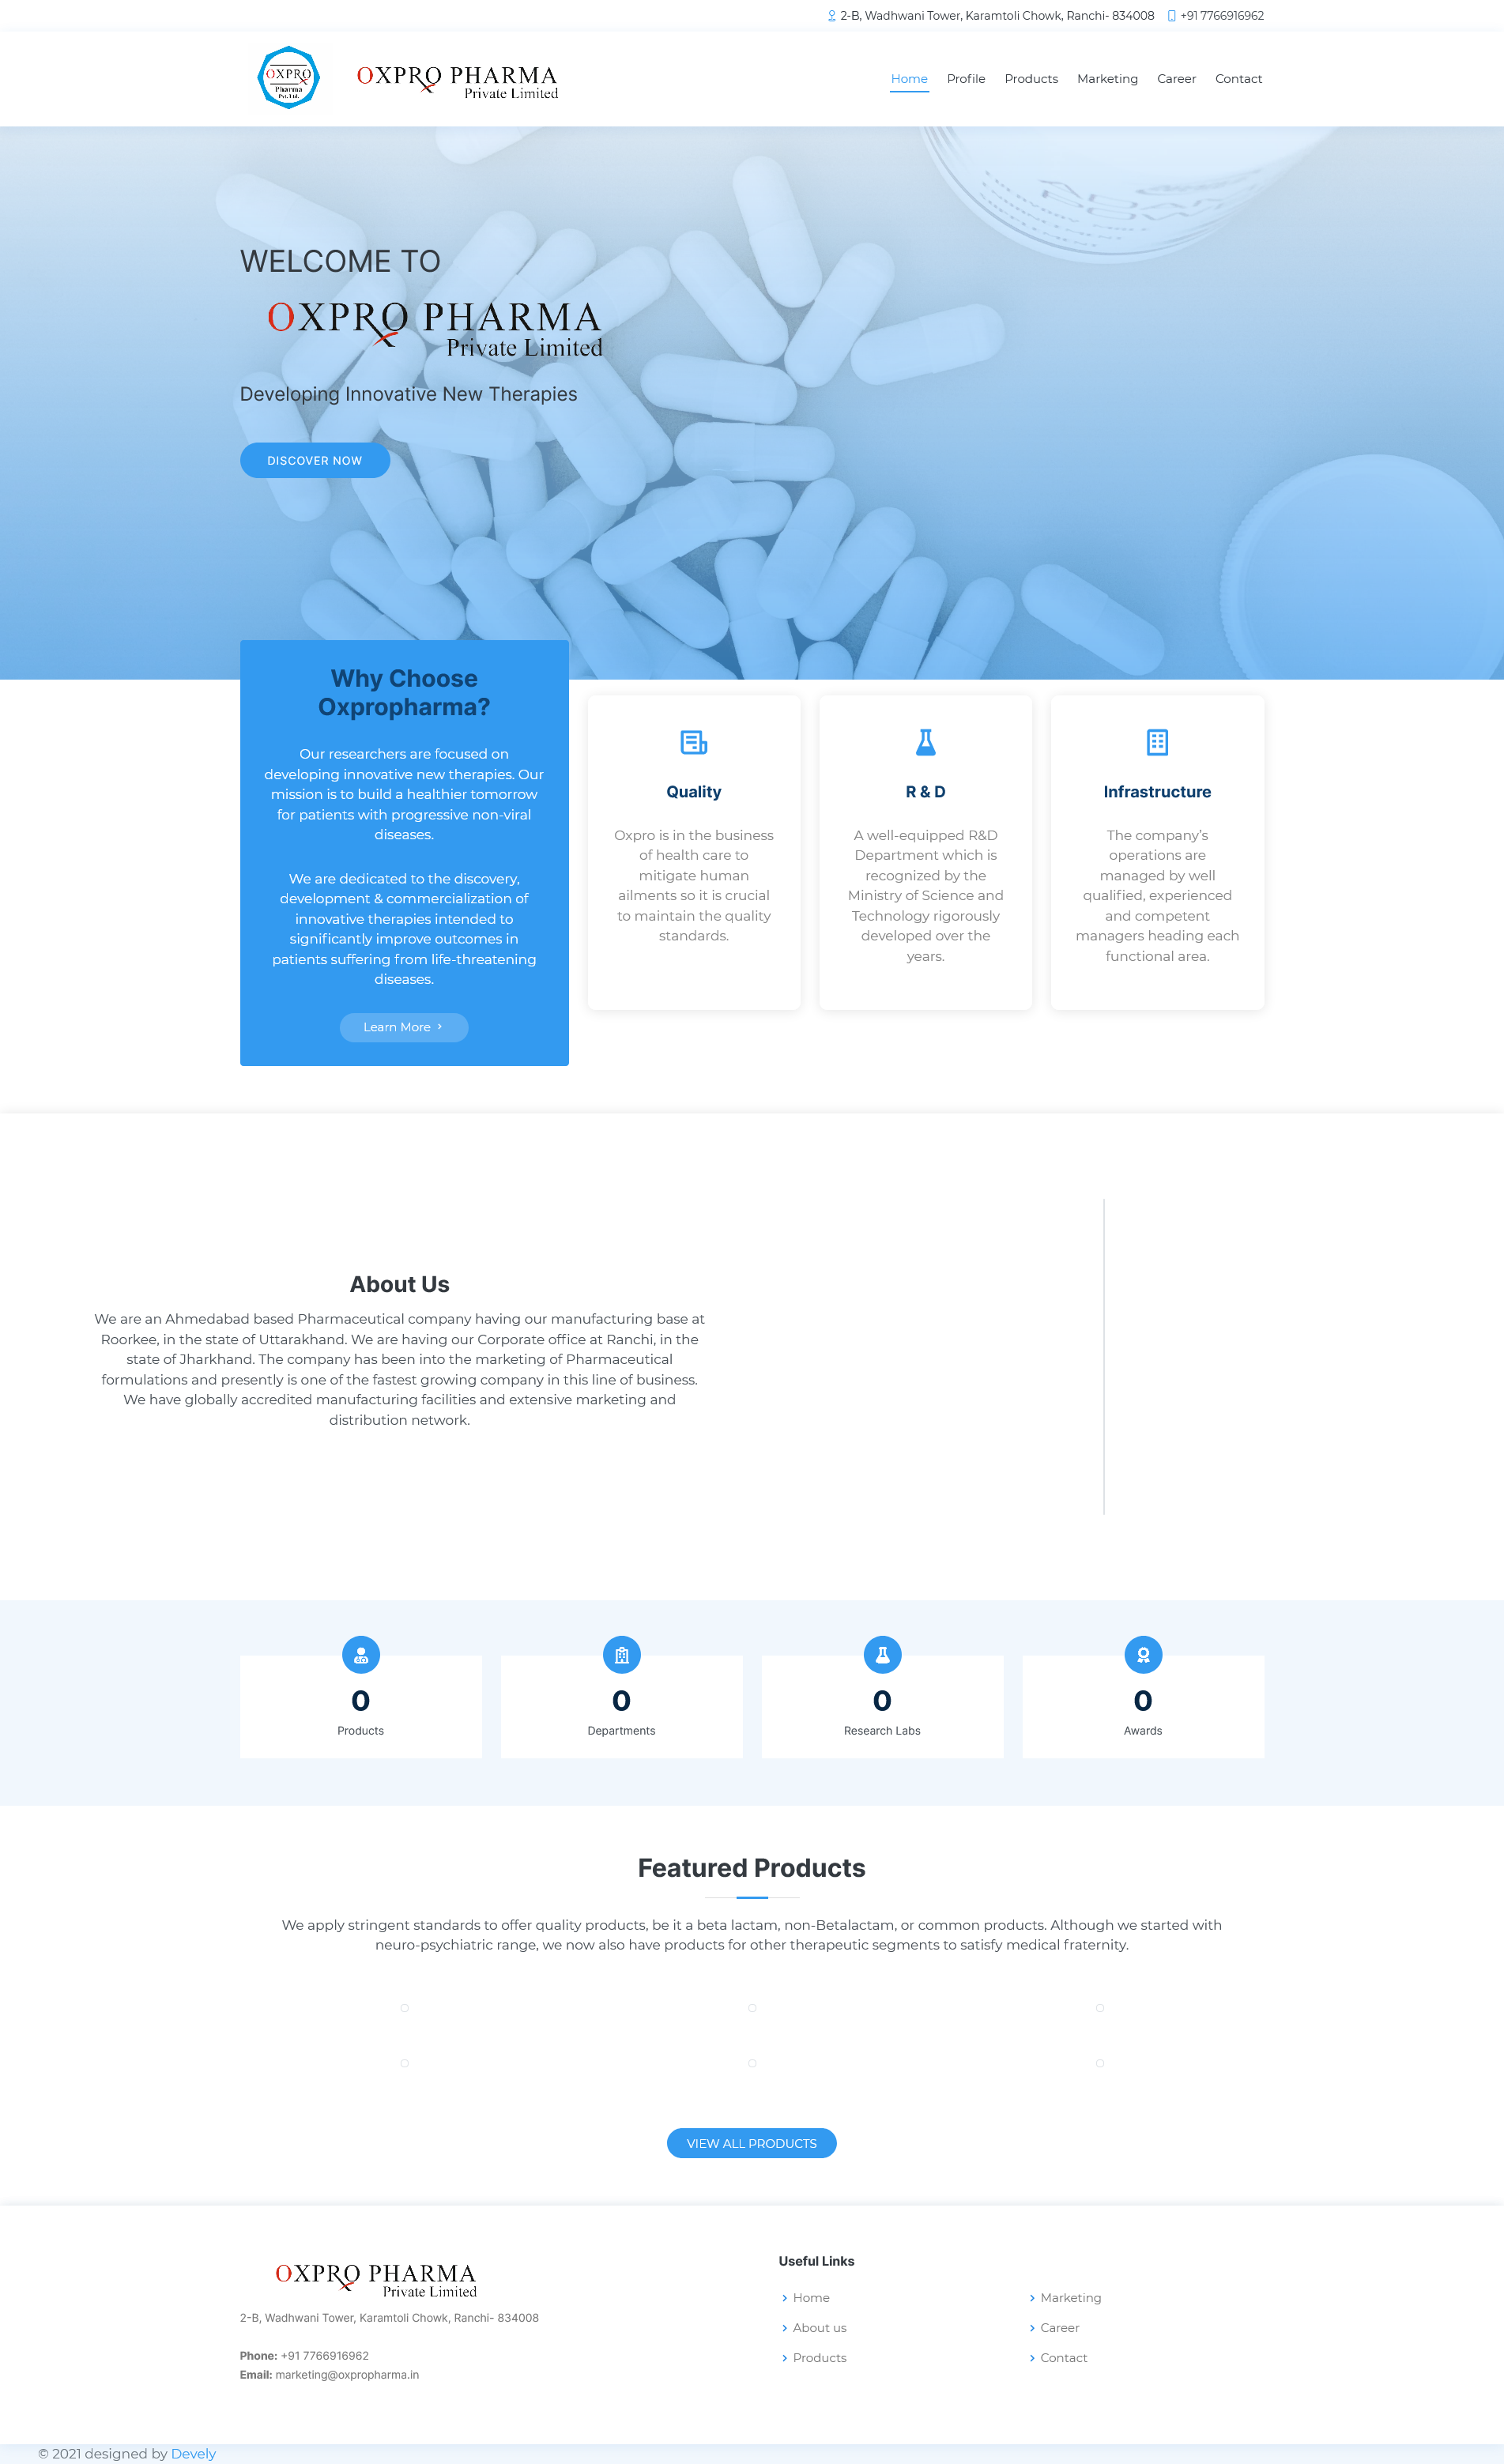 2-B, Wadhwani Tower, Karamtoli Chowk, Ranchi- 834008 +91 7766916962
OXPRO
Pharma
Pvt. Ltd.
OXPRO PHARMA
Private Limited
Home Profile Products Marketing Career Contact
WELCOME TO
OXPRO PHARMA
Private Limited
Developing Innovative New Therapies
DISCOVER NOW
Why Choose
Oxpropharma?
Our researchers are focused on
developing innovative new therapies. Our
mission is to build a healthier tomorrow
for patients with progressive non-viral
diseases.
We are dedicated to the discovery,
development & commercialization of
innovative therapies intended to
significantly improve outcomes in
patients suffering from life-threatening
diseases.
Learn More
Quality
Oxpro is in the business
of health care to
mitigate human
ailments so it is crucial
to maintain the quality
standards.
R & D
A well-equipped R&D
Department which is
recognized by the
Ministry of Science and
Technology rigorously
developed over the
years.
Infrastructure
The company’s
operations are
managed by well
qualified, experienced
and competent
managers heading each
functional area.
About Us
We are an Ahmedabad based Pharmaceutical company having our manufacturing base at
Roorkee, in the state of Uttarakhand. We are having our Corporate office at Ranchi, in the
state of Jharkhand. The company has been into the marketing of Pharmaceutical
formulations and presently is one of the fastest growing company in this line of business.
We have globally accredited manufacturing facilities and extensive marketing and
distribution network.
0
Products
0
Departments
0
Research Labs
0
Awards
Featured Products
We apply stringent standards to offer quality products, be it a beta lactam, non-Betalactam, or common products. Although we started with
neuro-psychiatric range, we now also have products for other therapeutic segments to satisfy medical fraternity.
VIEW ALL PRODUCTS
OXPRO PHARMA
Private Limited
2-B, Wadhwani Tower, Karamtoli Chowk, Ranchi- 834008
Phone: +91 7766916962
Email: marketing@oxpropharma.in
Useful Links
Home
About us
Products
Marketing
Career
Contact
© 2021 designed by Devely